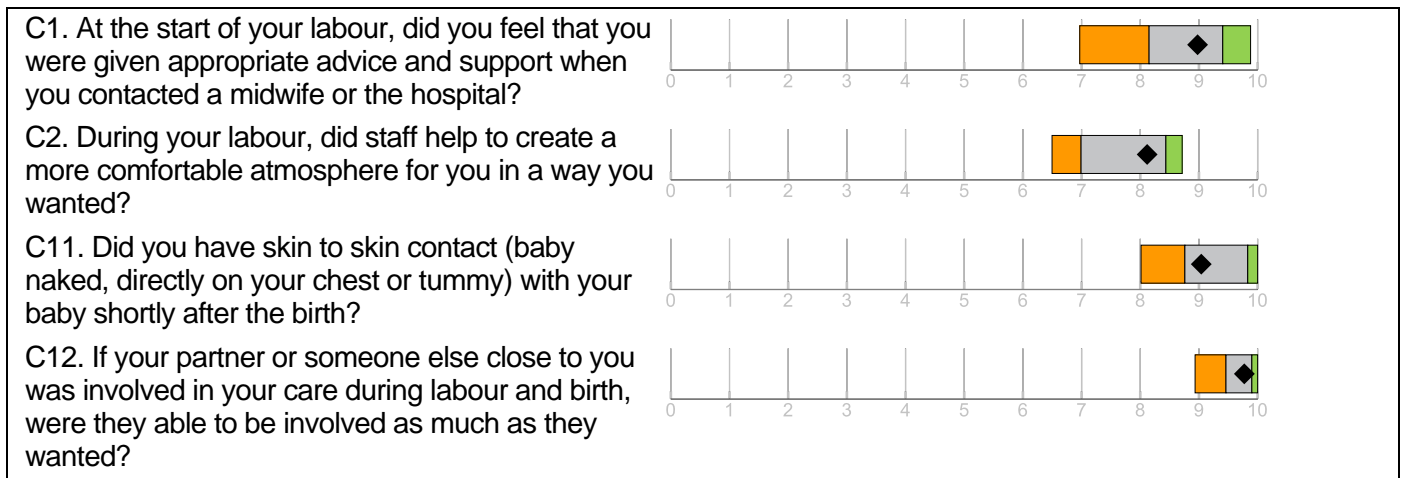 C1. At the start of your labour, did you feel that you
were given appropriate advice and support when
you contacted a midwife or the hospital?
0 1 2 3 4 5 6 7 8 9 10
C2. During your labour, did staff help to create a
more comfortable atmosphere for you in a way you
wanted?
0 1 2 3 4 5 6 7 8 9 10
C11. Did you have skin to skin contact (baby
naked, directly on your chest or tummy) with your
baby shortly after the birth?
0 1 2 3 4 5 6 7 8 9 10
C12. If your partner or someone else close to you
was involved in your care during labour and birth,
were they able to be involved as much as they
wanted?
0 1 2 3 4 5 6 7 8 9 10